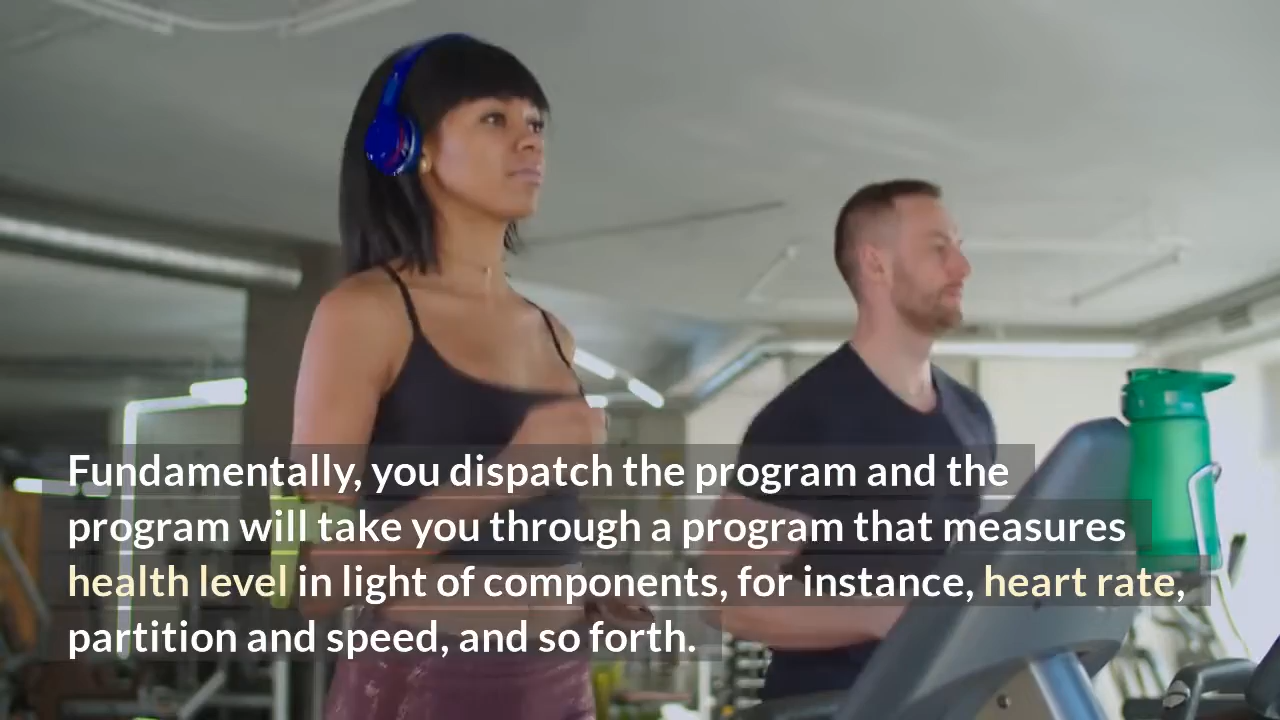 Fundamentally, you dispatch the program and the
program will take you through a program that measures
health level in light of components, for instance, heart rate,
partition and speed, and so forth.